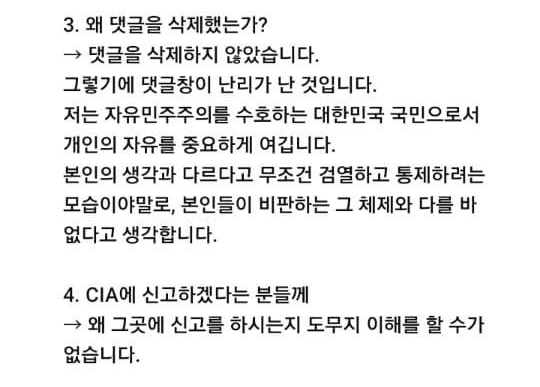 3. 왜 댓글을 삭제했는가?
→ 댓글을 삭제하지 않았습니다.
그렇기에 댓글창이 난리가 난 것입니다.
저는 자유민주주의를 수호하는 대한민국 국민으로서
개인의 자유를 중요하게 여깁니다.
본인의 생각과 다르다고 무조건 검열하고 통제하려는
모습이야말로, 본인들이 비판하는 그 체제와 다를 바
없다고 생각합니다.
4. CIA에 신고하겠다는 분들께
→ 왜 그곳에 신고를 하시는지 도무지 이해를 할 수가
없습니다.